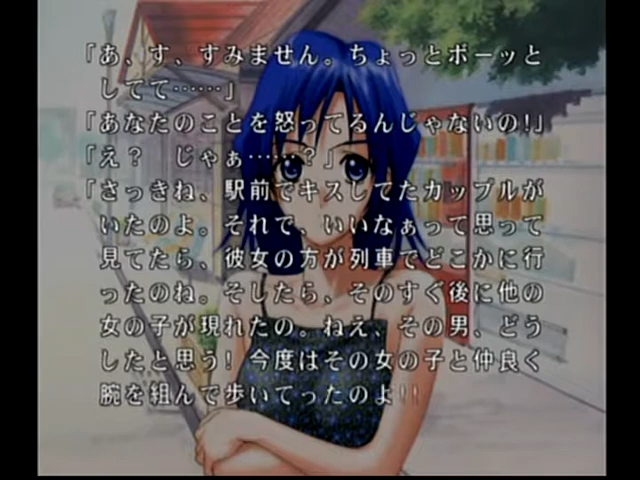 「あ、す、すみません。ちょっとボーッと
してて……」
「あなたのことを怒ってるんじゃないの!」
「え？　じゃぁ……？」
「さっきね、駅前でキスしてたカップルが
いたのよ。それで、いいなぁって思って
見てたら、彼女の方が列車でどこかに行
ったのね。そしたら、そのすぐ後に他の
女の子が現れたの。ねえ、その男、どう
したと思う! 今度はその女の子と仲良く
腕を組んで歩いてったのよ!!